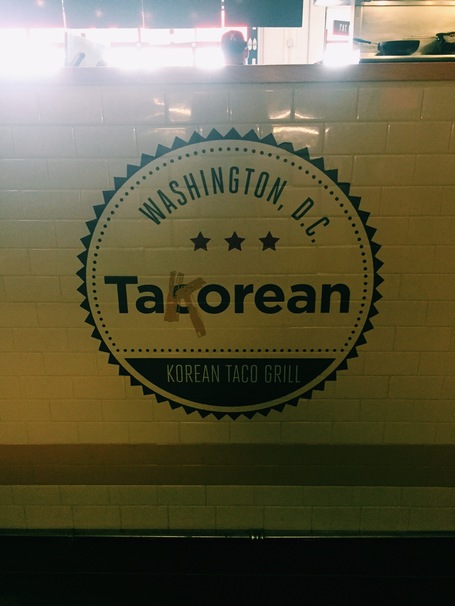 WASHINGTON, D.C.
TaKorean
KOREAN TACO GRILL